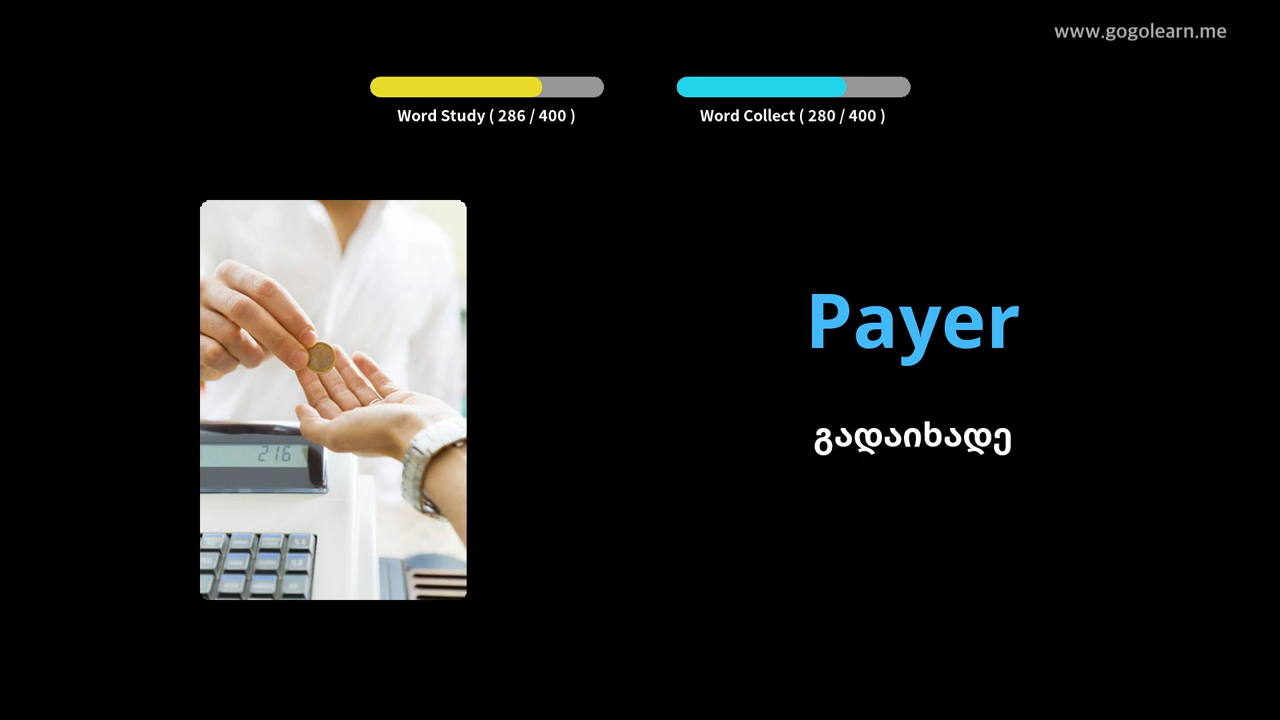 www.gogolearn.me
Word Study ( 286 / 400 )
Word Collect ( 280 / 400 )
Payer
გადაიხადე
216